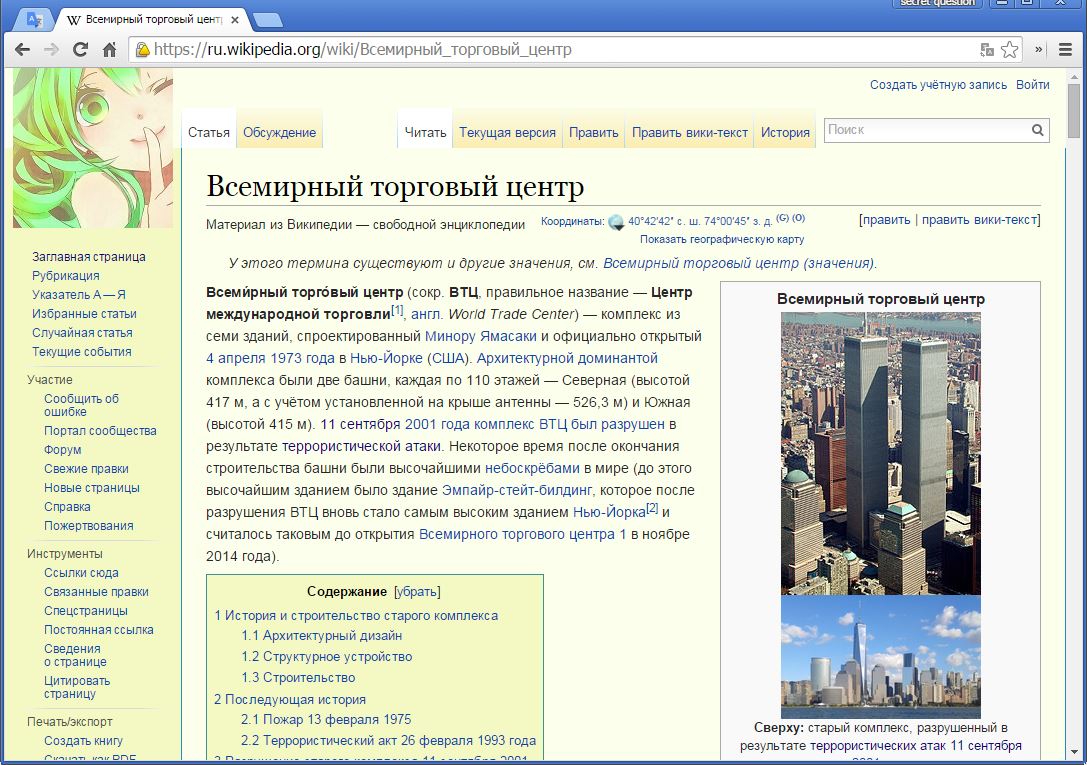 secret question
Всемирный торговый цент
https://ru.wikipedia.org/wiki/Всемирный_торговый_центр
Создать учётную запись Войти
Статья Обсуждение Читать Текущая версия Править Править вики-текст История Поиск
Всемирный торговый центр
Материал из Википедии — свободной энциклопедии
Координаты: 40°42′42″ с. ш. 74°00′45″ з. д. (G) (O)
Показать географическую карту
[править | править вики-текст]
У этого термина существуют и другие значения, см. Всемирный торговый центр (значения).
Всеми́рный торго́вый центр (сокр. ВТЦ, правильное название — Центр
международной торговли[1], англ. World Trade Center) — комплекс из
семи зданий, спроектированный Минору Ямасаки и официально открытый
4 апреля 1973 года в Нью-Йорке (США). Архитектурной доминантой
комплекса были две башни, каждая по 110 этажей — Северная (высотой
417 м, а с учётом установленной на крыше антенны — 526,3 м) и Южная
(высотой 415 м). 11 сентября 2001 года комплекс ВТЦ был разрушен в
результате террористической атаки. Некоторое время после окончания
строительства башни были высочайшими небоскрёбами в мире (до этого
высочайшим зданием было здание Эмпайр-стейт-билдинг, которое после
разрушения ВТЦ вновь стало самым высоким зданием Нью-Йорка[2] и
считалось таковым до открытия Всемирного торгового центра 1 в ноябре
2014 года).
Содержание [убрать]
1 История и строительство старого комплекса
1.1 Архитектурный дизайн
1.2 Структурное устройство
1.3 Строительство
2 Последующая история
2.1 Пожар 13 февраля 1975
2.2 Террористический акт 26 февраля 1993 года
3 Разрушение старого комплекса 11 сентября 2001
Всемирный торговый центр
Сверху: старый комплекс, разрушенный в
результате террористических атак 11 сентября
Заглавная страница
Рубрикация
Указатель А — Я
Избранные статьи
Случайная статья
Текущие события
Участие
Сообщить об
ошибке
Портал сообщества
Форум
Свежие правки
Новые страницы
Справка
Пожертвования
Инструменты
Ссылки сюда
Связанные правки
Спецстраницы
Постоянная ссылка
Сведения
о странице
Цитировать
страницу
Печать/экспорт
Создать книгу
Скачать как PDF